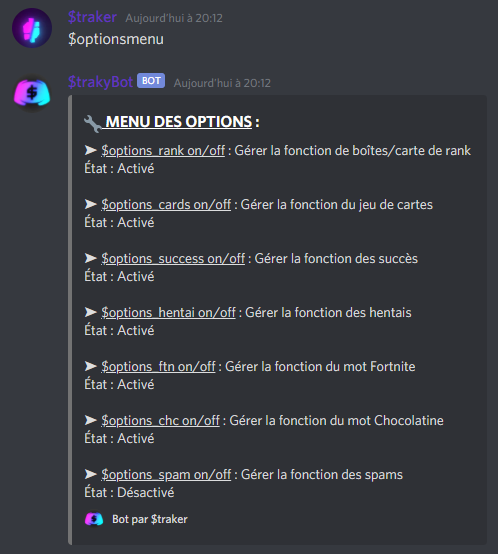 $traker Aujourd'hui à 20:12
$optionsmenu
$trakyBot BOT Aujourd'hui à 20:12
MENU DES OPTIONS :
➤ $options_rank on/off : Gérer la fonction de boîtes/carte de rank
État : Activé
➤ $options_cards on/off : Gérer la fonction du jeu de cartes
État : Activé
➤ $options_success on/off : Gérer la fonction des succès
État : Activé
➤ $options_hentai on/off : Gérer la fonction des hentais
État : Activé
➤ $options_ftn on/off : Gérer la fonction du mot Fortnite
État : Activé
➤ $options_chc on/off : Gérer la fonction du mot Chocolatine
État : Activé
➤ $options_spam on/off : Gérer la fonction des spams
État : Désactivé
Bot par $traker